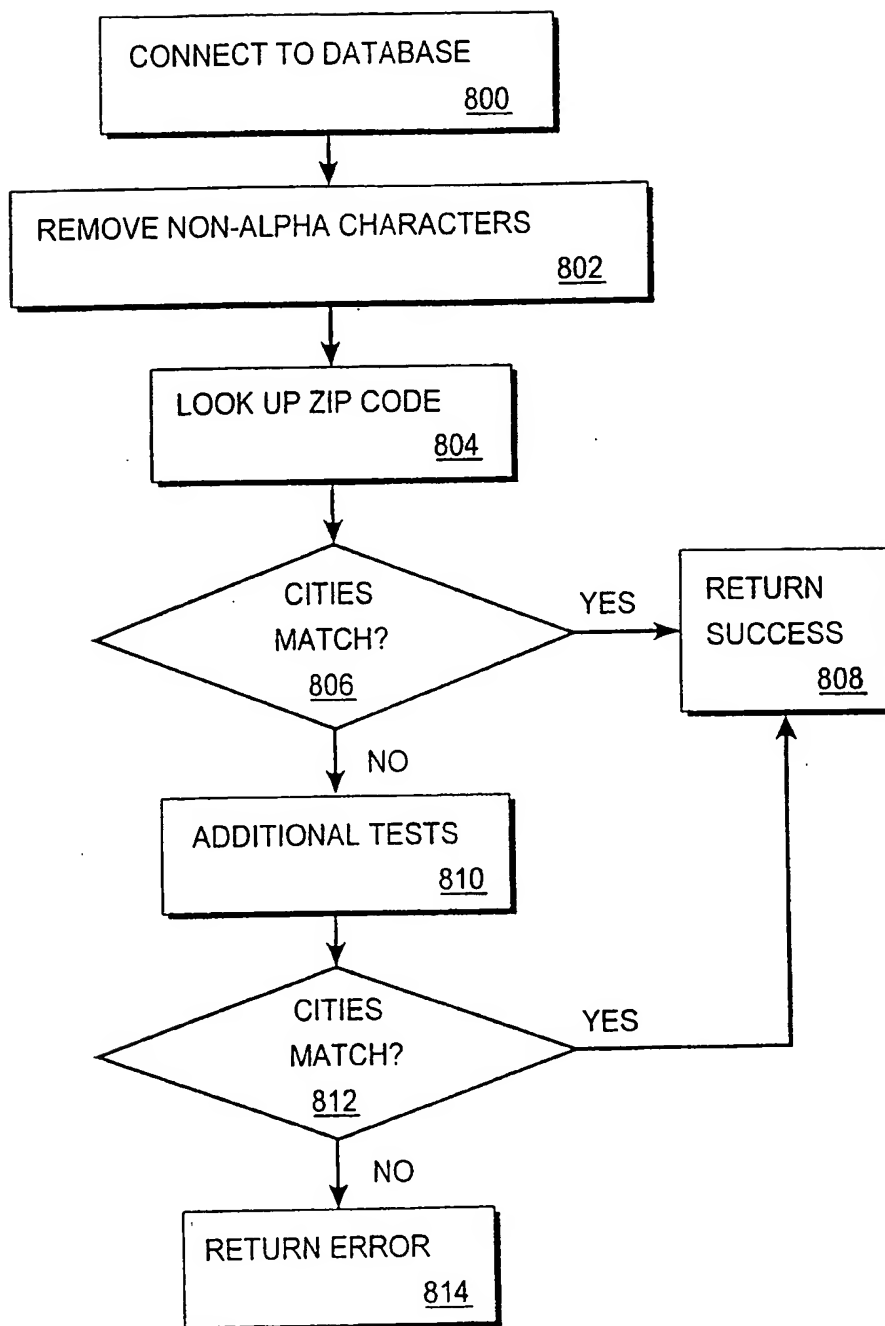 CONNECT TO DATABASE
800
REMOVE NON-ALPHA CHARACTERS
802
LOOK UP ZIP CODE
804
CITIES
MATCH?
806
YES
RETURN
SUCCESS
808
NO
ADDITIONAL TESTS
810
CITIES
MATCH?
812
YES
NO
RETURN ERROR
814